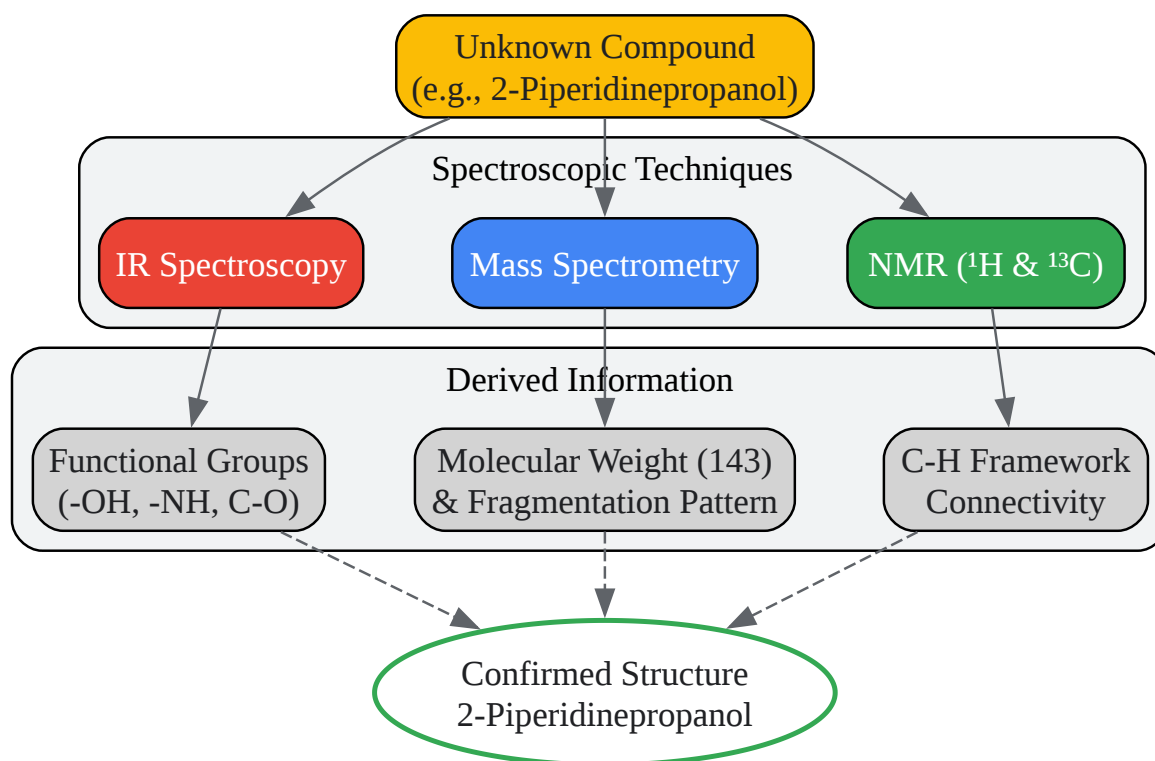 Unknown Compound
(e.g., 2-Piperidinepropanol)
Spectroscopic Techniques
IR Spectroscopy
Mass Spectrometry
NMR (¹H & ¹³C)
Derived Information
Functional Groups
(-OH, -NH, C-O)
Molecular Weight (143)
& Fragmentation Pattern
C-H Framework
Connectivity
Confirmed Structure
2-Piperidinepropanol